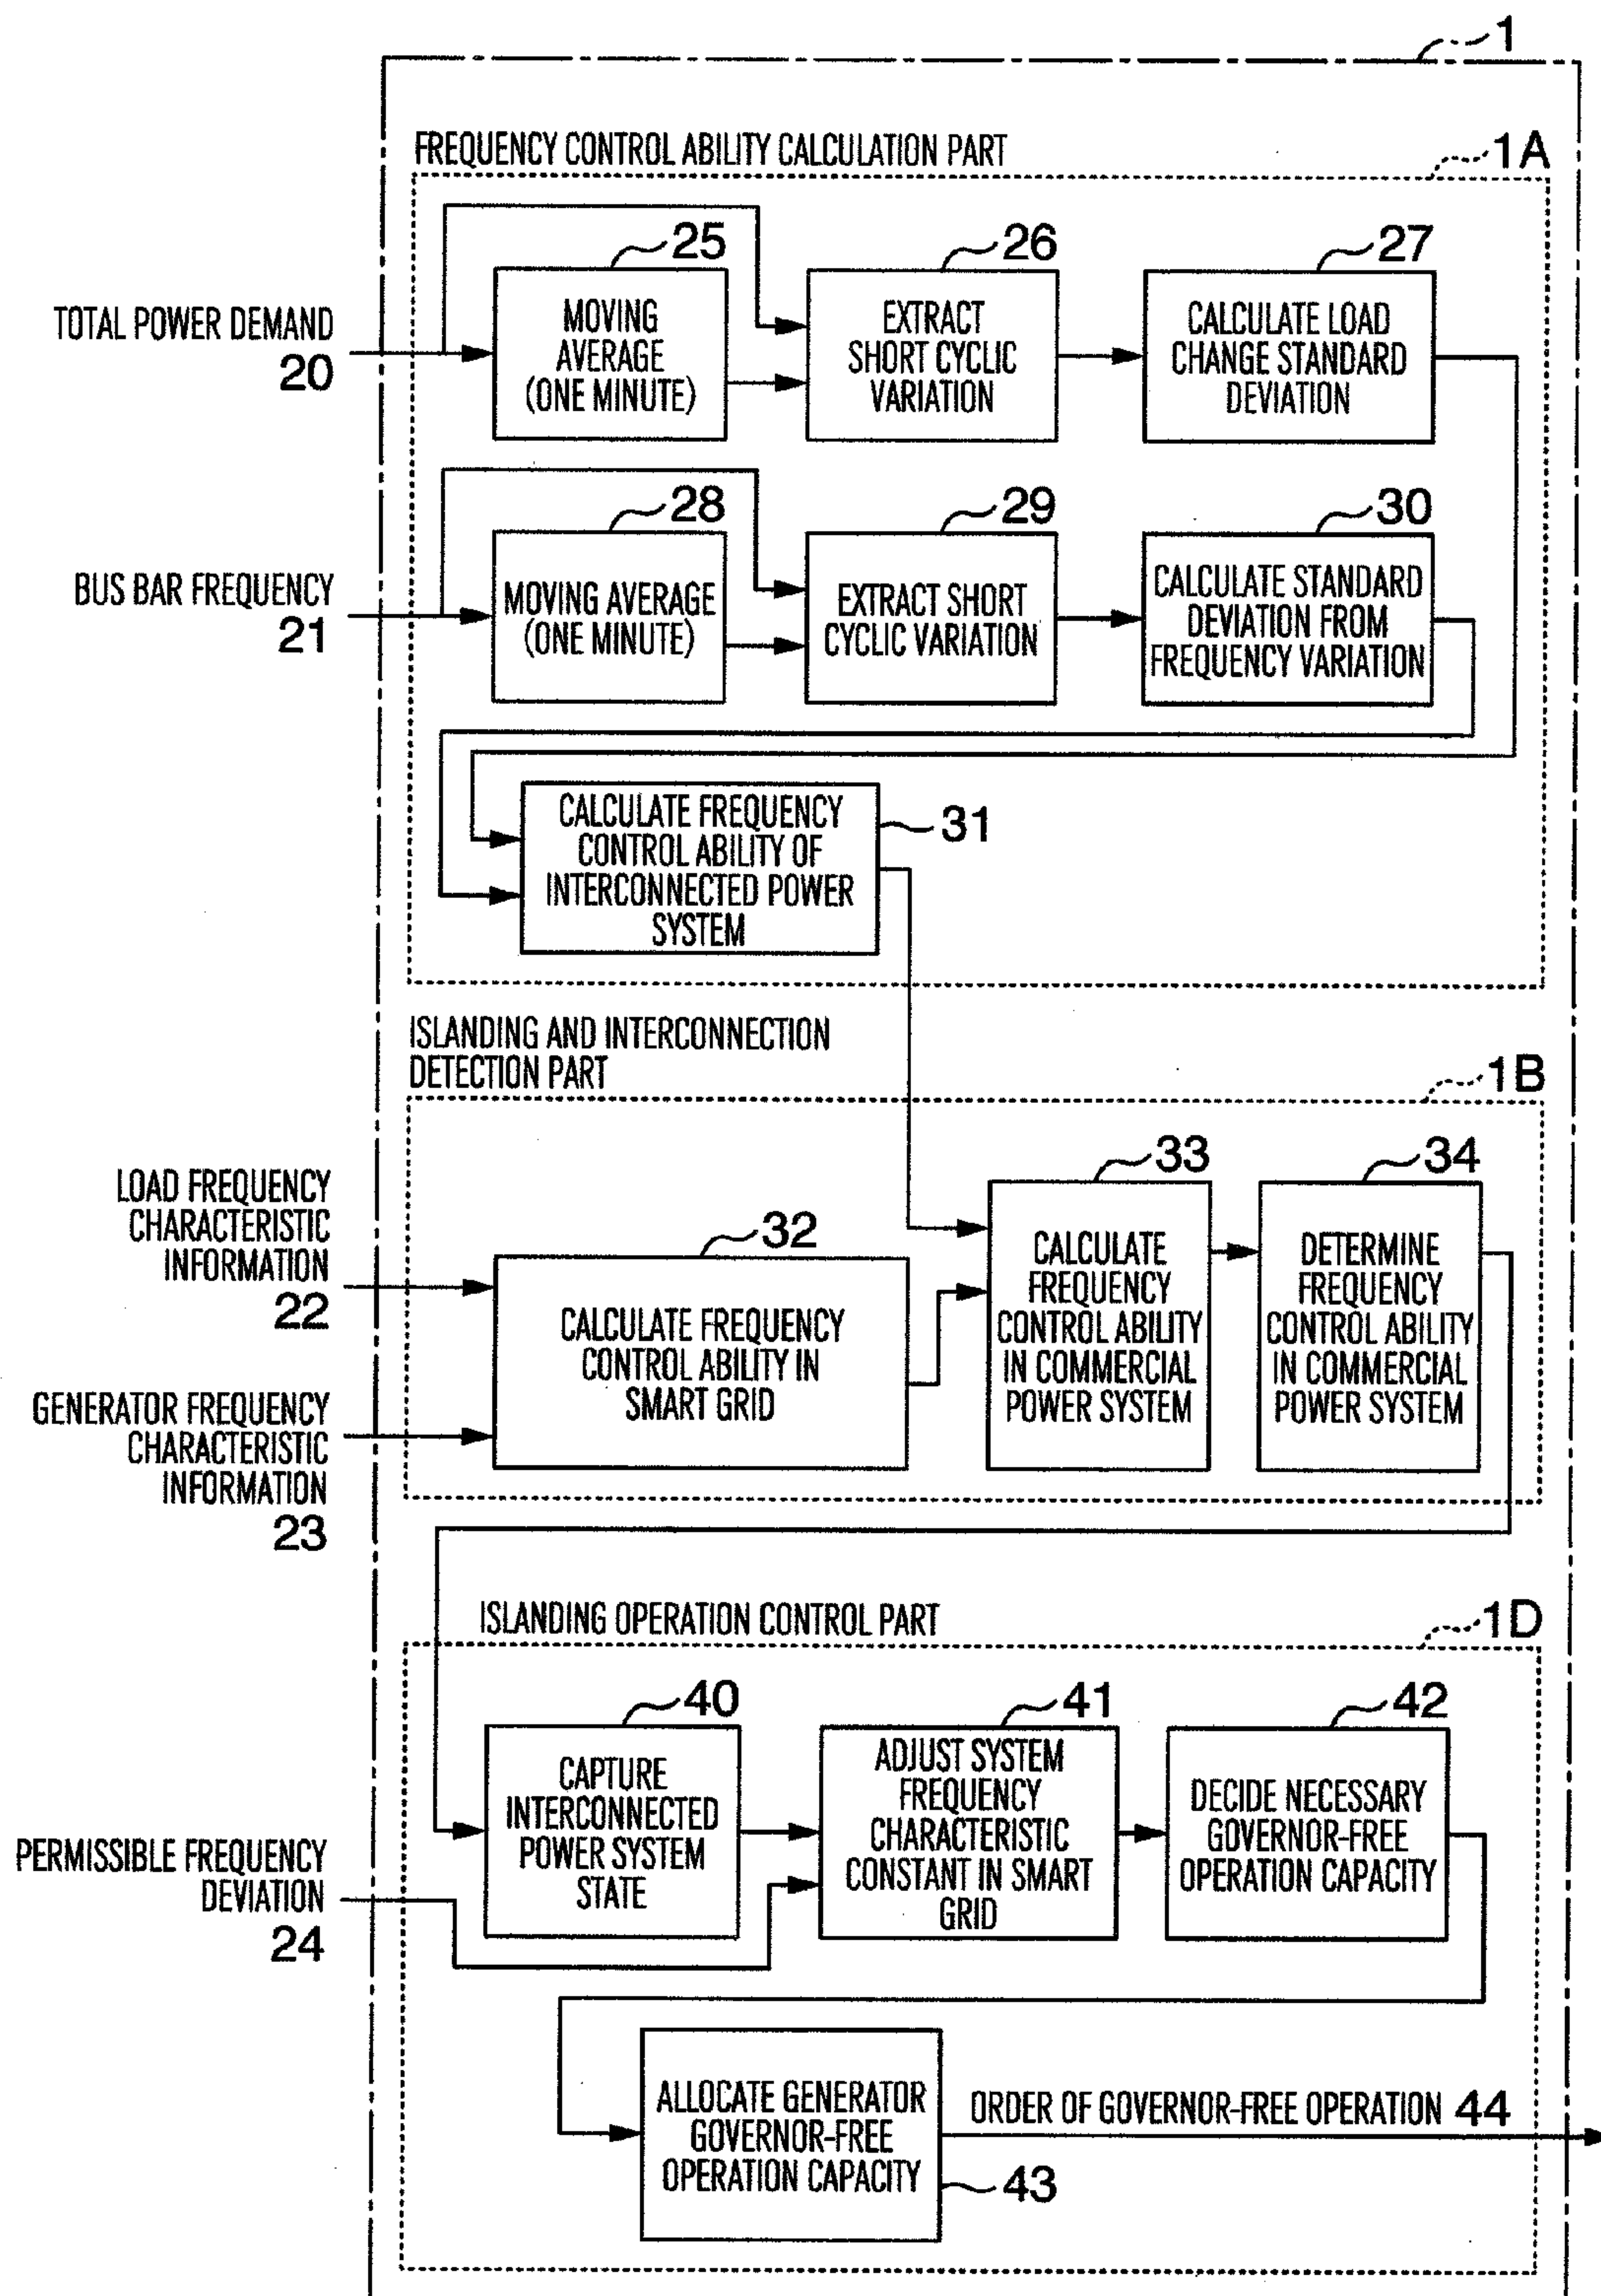 1
FREQUENCY CONTROL ABILITY CALCULATION PART
1A
TOTAL POWER DEMAND
20
25
MOVING
AVERAGE
(ONE MINUTE)
26
EXTRACT
SHORT CYCLIC
VARIATION
27
CALCULATE LOAD
CHANGE STANDARD
DEVIATION
BUS BAR FREQUENCY
21
28
MOVING AVERAGE
(ONE MINUTE)
29
EXTRACT SHORT
CYCLIC VARIATION
30
CALCULATE STANDARD
DEVIATION FROM
FREQUENCY VARIATION
CALCULATE FREQUENCY
CONTROL ABILITY OF
INTERCONNECTED POWER
SYSTEM
31
ISLANDING AND INTERCONNECTION
DETECTION PART
1B
LOAD FREQUENCY
CHARACTERISTIC
INFORMATION
22
GENERATOR FREQUENCY
CHARACTERISTIC
INFORMATION
23
32
CALCULATE FREQUENCY
CONTROL ABILITY IN
SMART GRID
33
CALCULATE
FREQUENCY
CONTROL ABILITY
IN COMMERCIAL
POWER SYSTEM
34
DETERMINE
FREQUENCY
CONTROL ABILITY
IN COMMERCIAL
POWER SYSTEM
ISLANDING OPERATION CONTROL PART
1D
PERMISSIBLE FREQUENCY
DEVIATION
24
40
CAPTURE
INTERCONNECTED
POWER SYSTEM
STATE
41
ADJUST SYSTEM
FREQUENCY
CHARACTERISTIC
CONSTANT IN SMART
GRID
42
DECIDE NECESSARY
GOVERNOR-FREE
OPERATION CAPACITY
ALLOCATE GENERATOR
GOVERNOR-FREE
OPERATION CAPACITY
43
ORDER OF GOVERNOR-FREE OPERATION 44